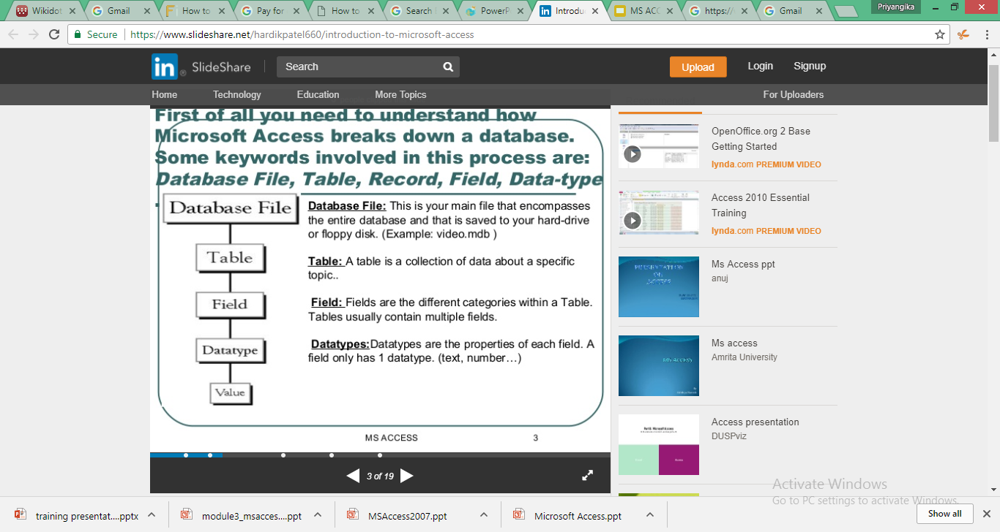 Wikidot
Gmail
How to
Pay for
How to
Search
PowerP
Introdu
MS ACC
https://
Gmail
Priyangika
Secure
https://www.slideshare.net/hardikpatel660/introduction-to-microsoft-access
in SlideShare
Search
Upload
Login
Signup
Home
Technology
Education
More Topics
For Uploaders
First of all you need to understand how
Microsoft Access breaks down a database.
Some keywords involved in this process are:
Database File, Table, Record, Field, Data-type
Database File
Table
Field
Datatype
Value
Database File: This is your main file that encompasses
the entire database and that is saved to your hard-drive
or floppy disk. (Example: video.mdb )
Table: A table is a collection of data about a specific
topic..
Field: Fields are the different categories within a Table.
Tables usually contain multiple fields.
Datatypes:Datatypes are the properties of each field. A
field only has 1 datatype. (text, number…)
MS ACCESS
3
3 of 19
OpenOffice.org 2 Base
Getting Started
lynda.com PREMIUM VIDEO
Access 2010 Essential
Training
lynda.com PREMIUM VIDEO
PRESENTATION
ON
ACCESS
Ms Access ppt
anuj
MS ACCESS
Ms access
Amrita University
Access presentation
DUSPviz
Activate Windows
Go to PC settings to activate Windows.
training presentat....pptx
module3_msacces....ppt
MSAccess2007.ppt
Microsoft Access.ppt
Show all